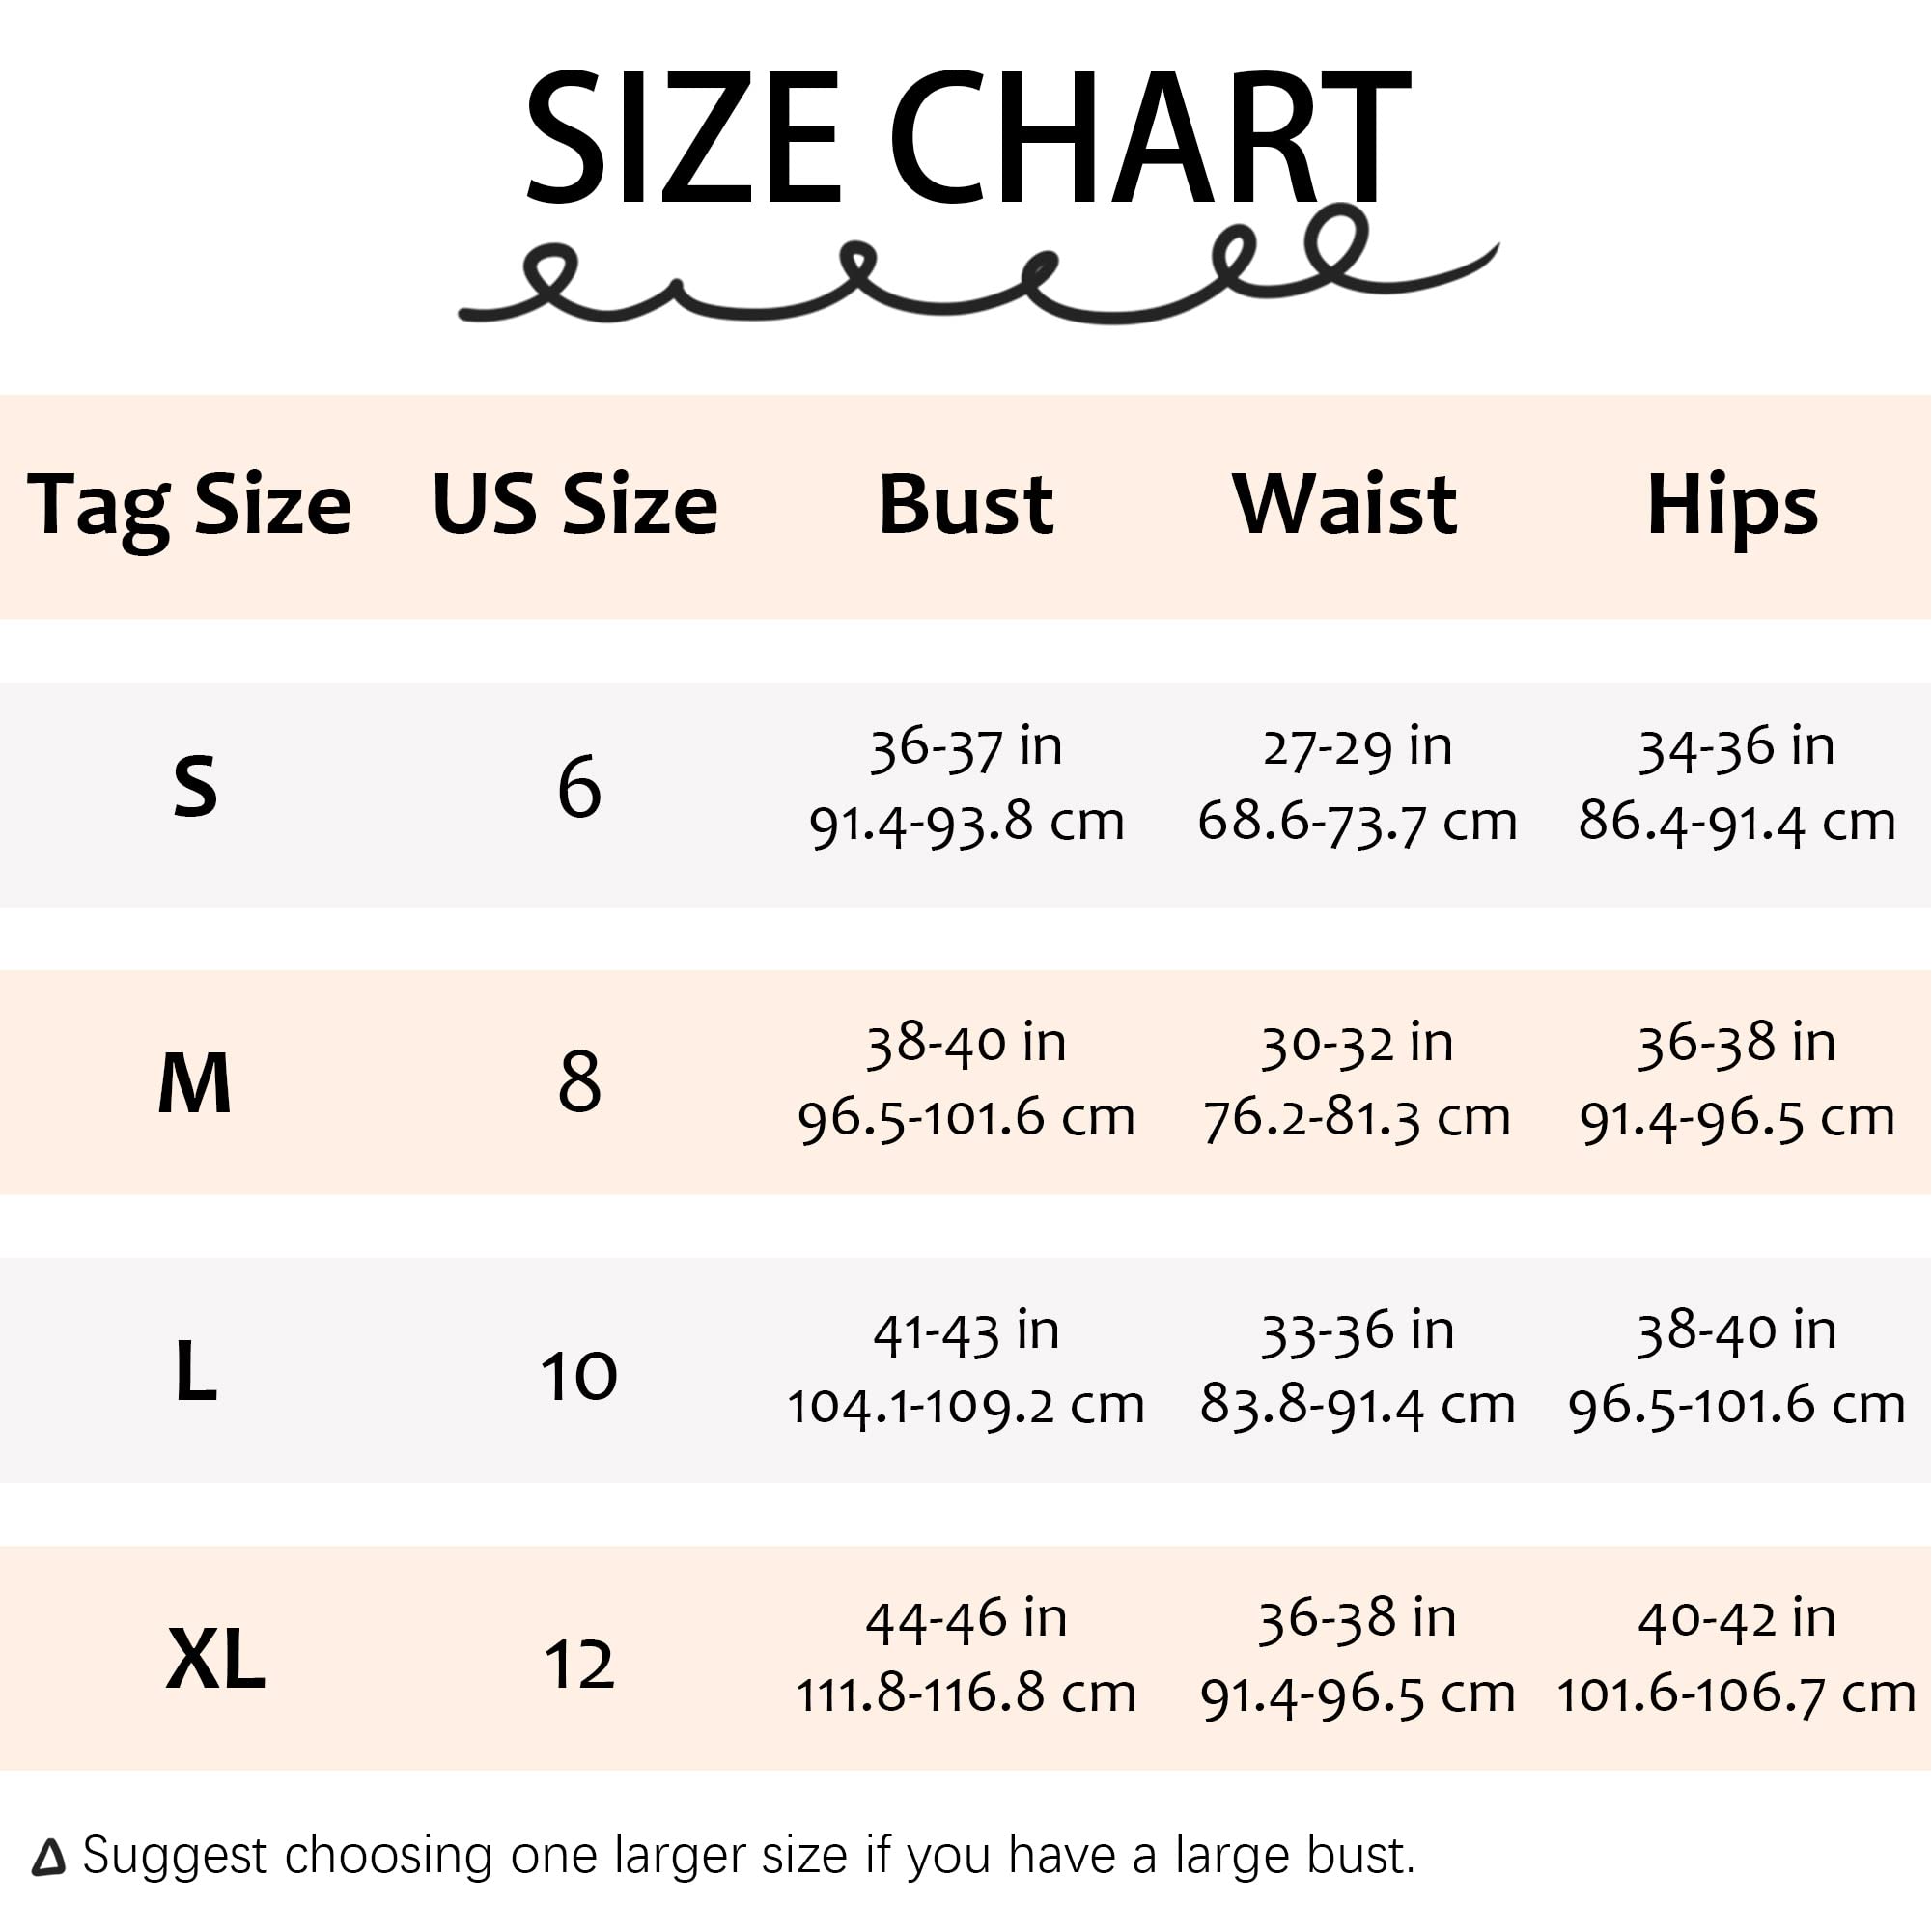 SIZE CHART
Tag Size US Size Bust Waist Hips
36-37 in 27-29 in 34-36 in
S 6
91.4-93.8 cm 68.6-73.7 cm 86.4-91.4 cm
38-40 in 30-32 in 36-38 in
M 8
96.5-101.6 cm 76.2-81.3 cm 91.4-96.5 cm
41-43 in 33-36 in 38-40 in
L 10
104.1-109.2 cm 83.8-91.4 cm 96.5-101.6 cm
44-46 in 36-38 in 40-42 in
XL 12
111.8-116.8 cm 91.4-96.5 cm 101.6-106.7 cm
Suggest choosing one larger size if you have a large bust.